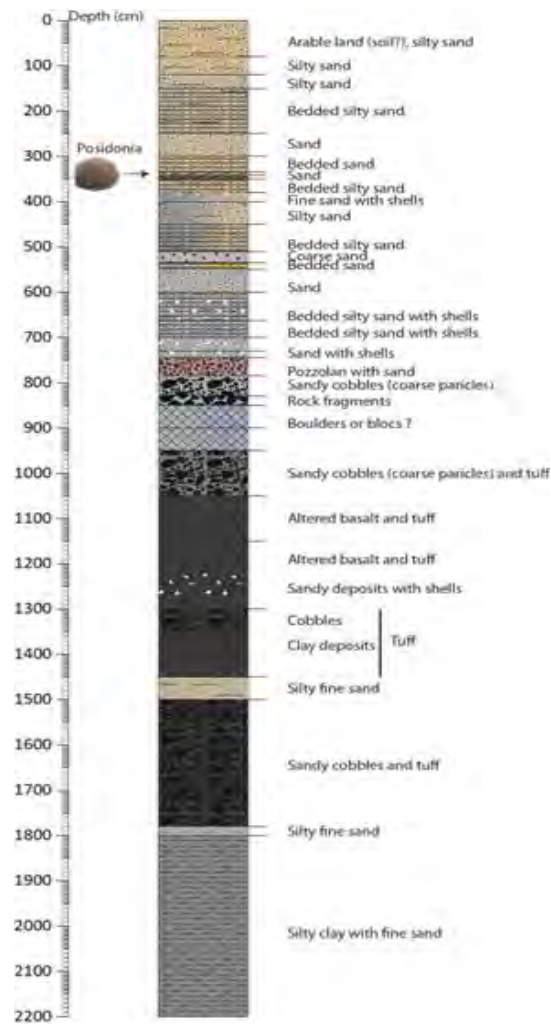 Depth (cm)
0
Arable land (soil??), silty sand
100
Silty sand
Silty sand
200
Bedded silty sand
Sand
Posidonia
300
Bedded sand
Sand
Bedded silty sand
400
Fine sand with shells
Silty sand
500
Bedded silty sand
Coarse sand
Bedded sand
600
Sand
Bedded silty sand with shells
700
Bedded silty sand with shells
Sand with shells
Pozzolan with sand
800
Sandy cobbles (coarse paricles)
Rock fragments
900
Boulders or blocs ?
1000
Sandy cobbles (coarse paricles) and tuff
1100
Altered basalt and tuff
1200
Altered basalt and tuff
Sandy deposits with shells
1300
Cobbles
Clay deposits
Tuff
1400
Silty fine sand
1500
1600
Sandy cobbles and tuff
1700
1800
Silty fine sand
1900
2000
Silty clay with fine sand
2100
2200